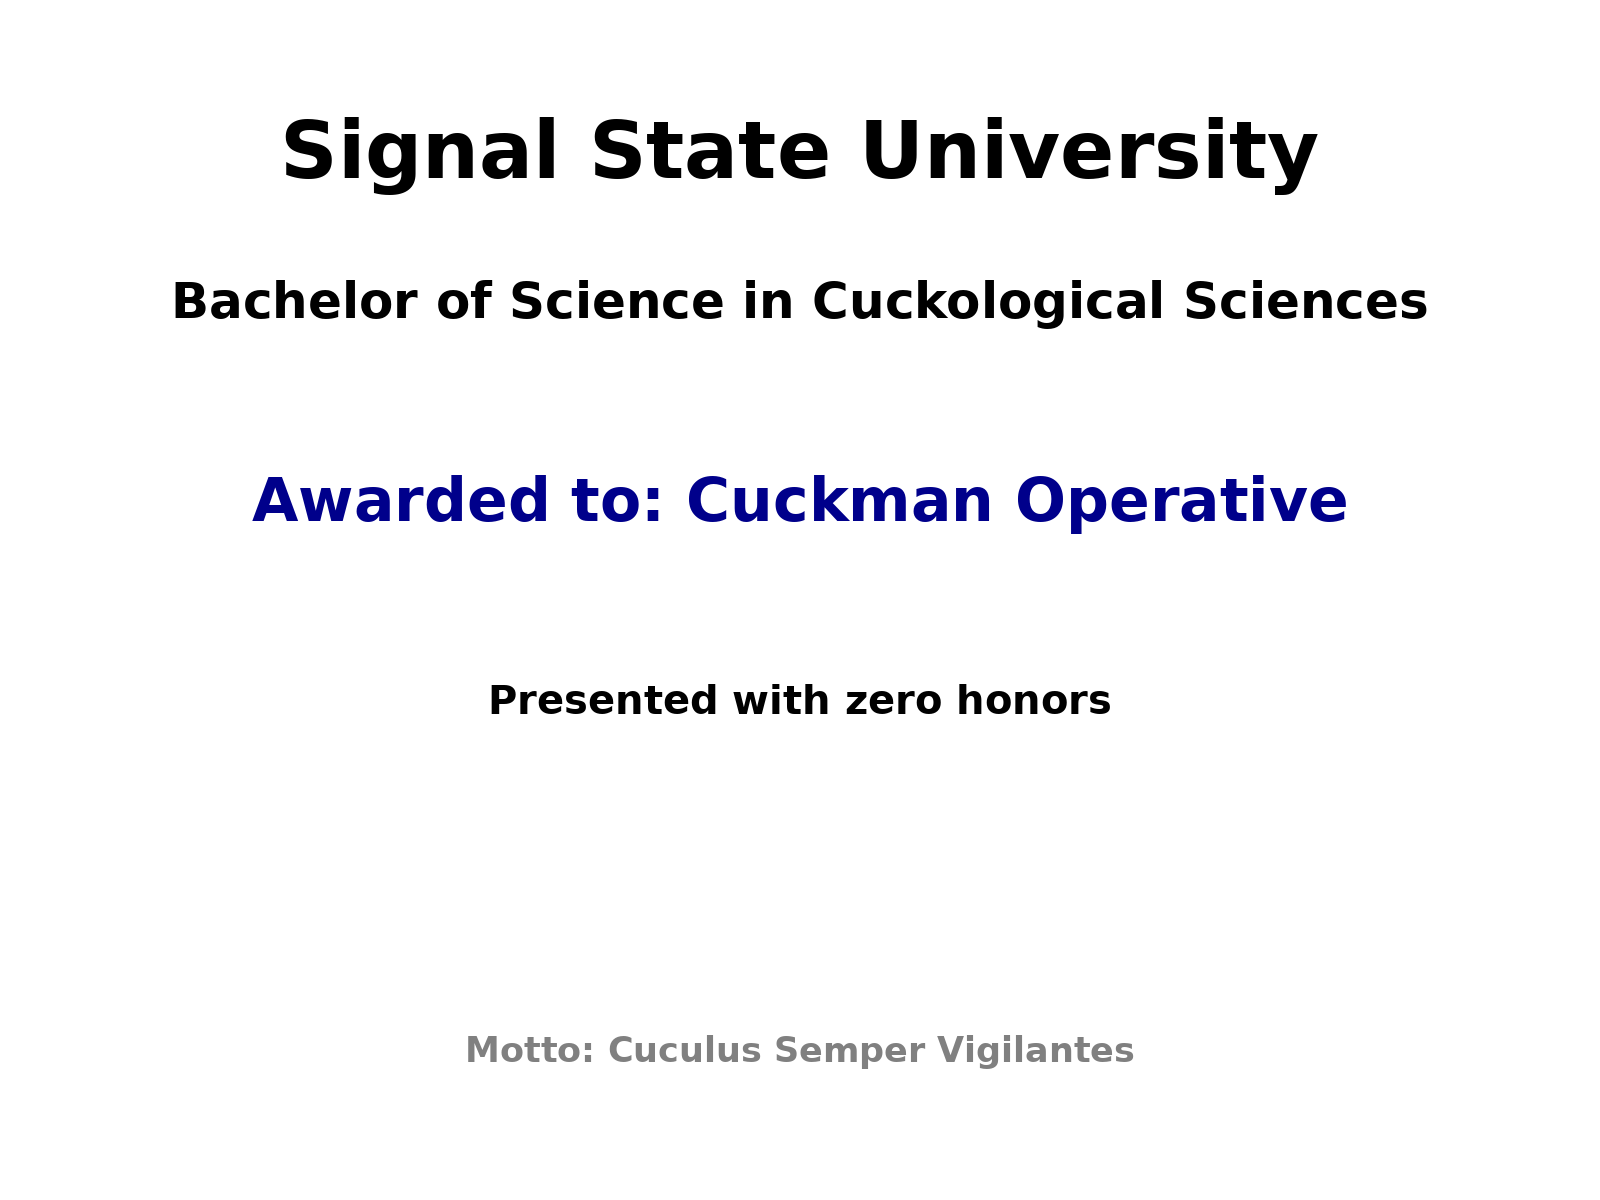 Signal State University
Bachelor of Science in Cuckological Sciences
Awarded to: Cuckman Operative
Presented with zero honors
Motto: Cuculus Semper Vigilantes